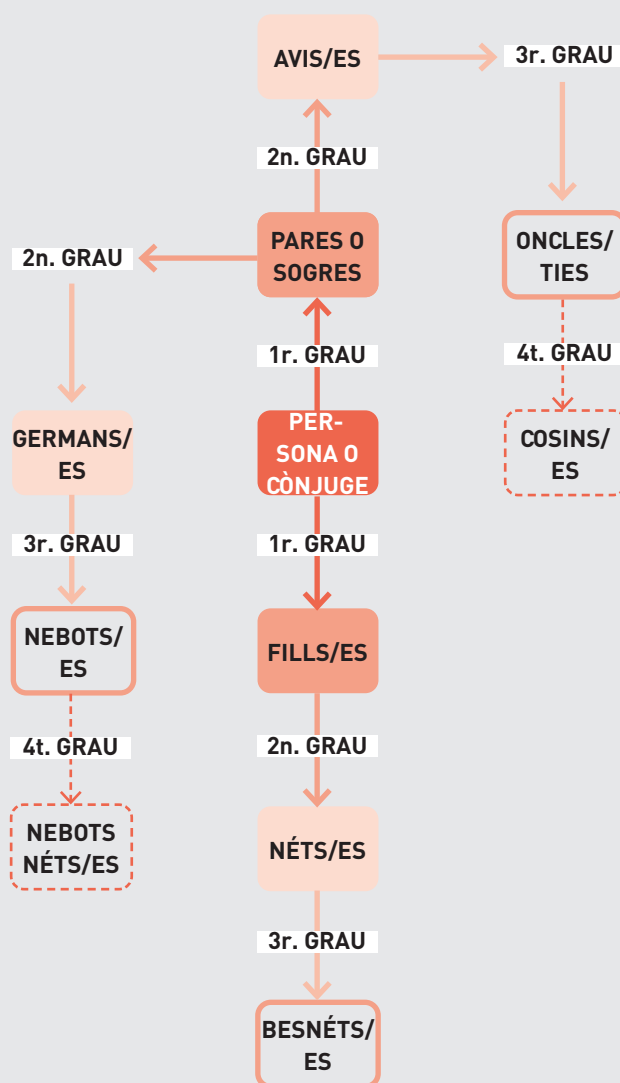 AVIS/ES
3r. GRAU
2n. GRAU
PARES O
SOGRES
2n. GRAU
ONCLES/
TIES
1r. GRAU
4t. GRAU
GERMANS/
ES
PER-
SONA O
CÒNJUGE
COSINS/
ES
3r. GRAU
1r. GRAU
NEBOTS/
ES
FILLS/ES
4t. GRAU
2n. GRAU
NEBOTS
NÉTS/ES
NÉTS/ES
3r. GRAU
BESNÉTS/
ES